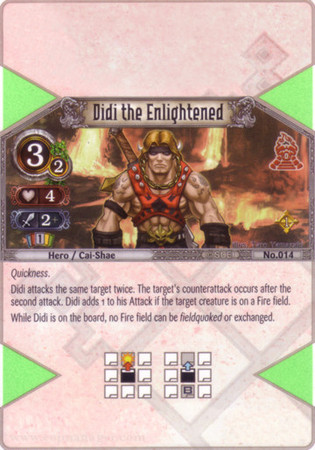 Didi the Enlightened
3
2
4
2
1
Hero / Cai-Shae
No.014
Quickness.
Didi attacks the same target twice. The target's counterattack occurs after the
second attack. Didi adds 1 to his Attack if the target creature is on a Fire field.
While Didi is on the board, no Fire field can be fieldquaked or exchanged.